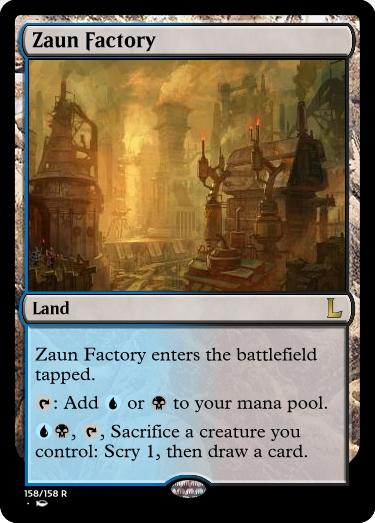 Zaun Factory
Land
L
Zaun Factory enters the battlefield
tapped.
: Add or to your mana pool.
, , Sacrifice a creature you
control: Scry 1, then draw a card.
158/158 R